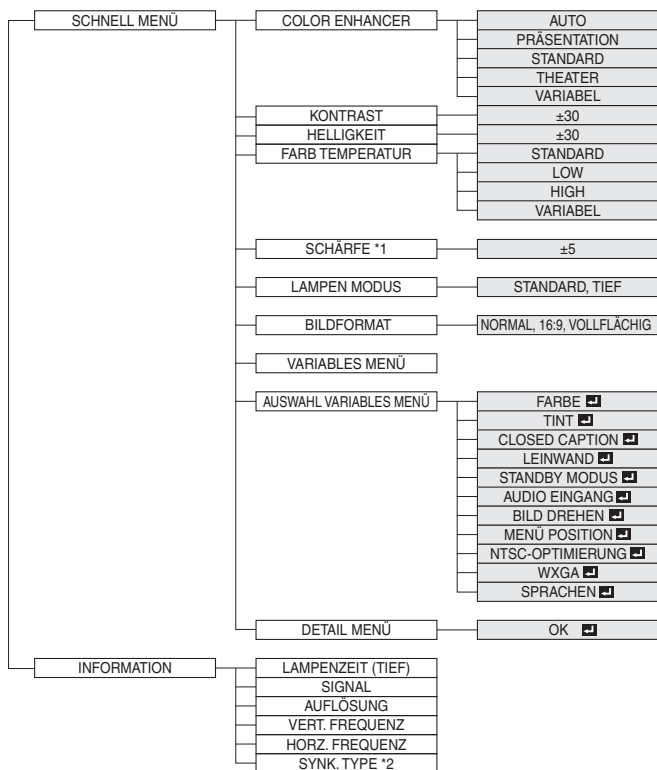 SCHNELL MENÜ
COLOR ENHANCER
AUTO
PRÄSENTATION
STANDARD
THEATER
VARIABEL
KONTRAST
±30
HELLIGKEIT
±30
FARB TEMPERATUR
STANDARD
LOW
HIGH
VARIABEL
SCHÄRFE *1
±5
LAMPEN MODUS
STANDARD, TIEF
BILDFORMAT
NORMAL, 16:9, VOLLFLÄCHIG
VARIABLES MENÜ
AUSWAHL VARIABLES MENÜ
FARBE
TINT
CLOSED CAPTION
LEINWAND
STANDBY MODUS
AUDIO EINGANG
BILD DREHEN
MENÜ POSITION
NTSC-OPTIMIERUNG
WXGA
SPRACHEN
DETAIL MENÜ
OK
INFORMATION
LAMPENZEIT (TIEF)
SIGNAL
AUFLÖSUNG
VERT. FREQUENZ
HORZ. FREQUENZ
SYNK. TYPE *2